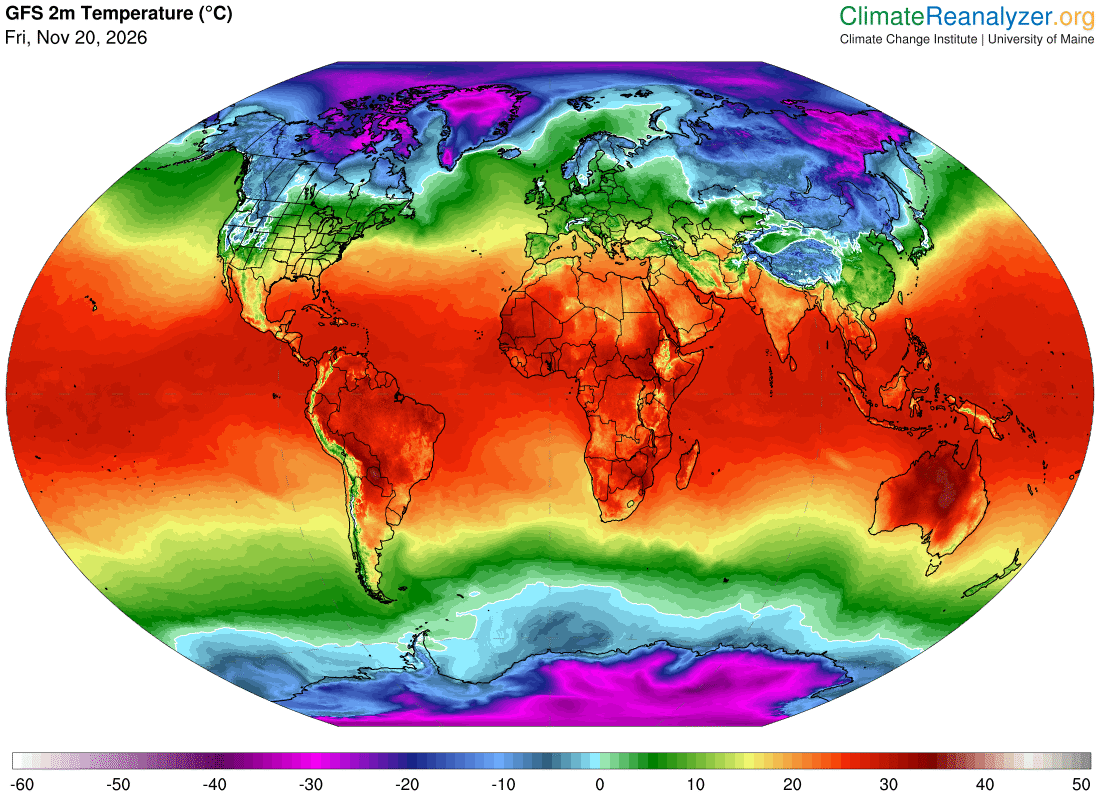 GFS 2m Temperature (°C)
Fri, Nov 20, 2026
ClimateReanalyzer.org
Climate Change Institute | University of Maine
-60 -50 -40 -30 -20 -10 0 10 20 30 40 50